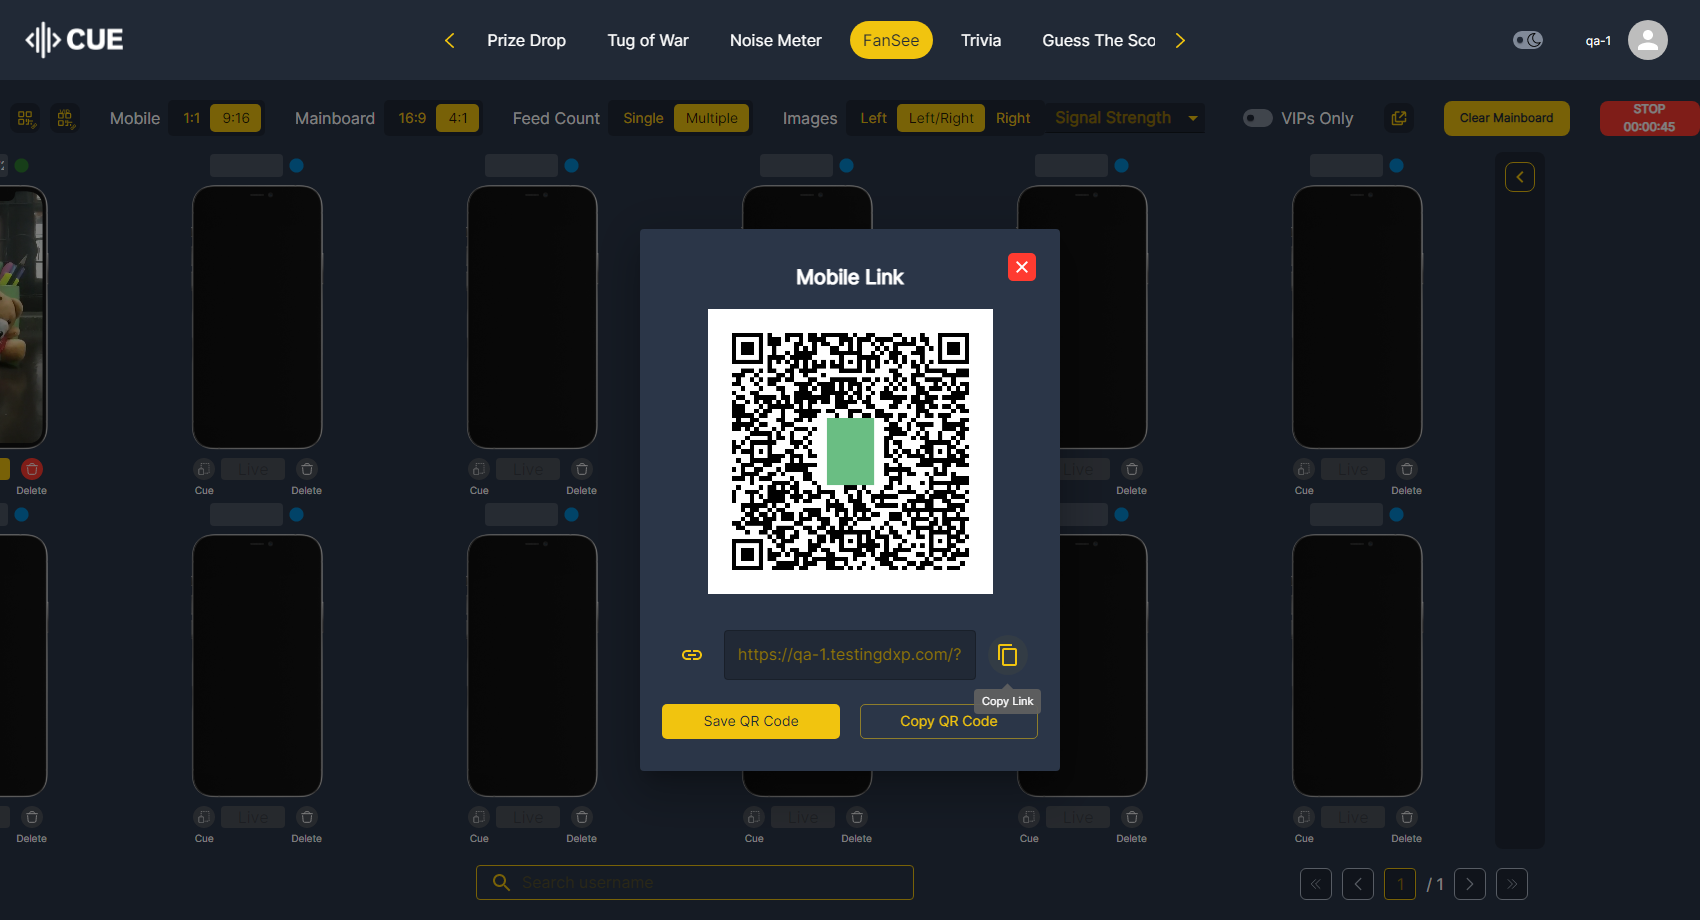 CUE
Prize Drop
Tug of War
Noise Meter
FanSee
Trivia
Guess The Sco
qa-1
Mobile
1:1
9:16
Mainboard
16:9
4:1
Feed Count
Single
Multiple
Images
Left
Left/Right
Right
Signal Strength
VIPs Only
Clear Mainboard
STOP
00:00:45
Mobile Link
https://qa-1.testingdxp.com/?
Copy Link
Save QR Code
Copy QR Code
Delete
Live
Cue
Delete
Live
Cue
Delete
Live
Delete
Live
Cue
Delete
Delete
Live
Cue
Delete
Live
Cue
Delete
Live
Cue
Delete
Live
Cue
Delete
Live
Cue
Delete
Search username
1
/ 1